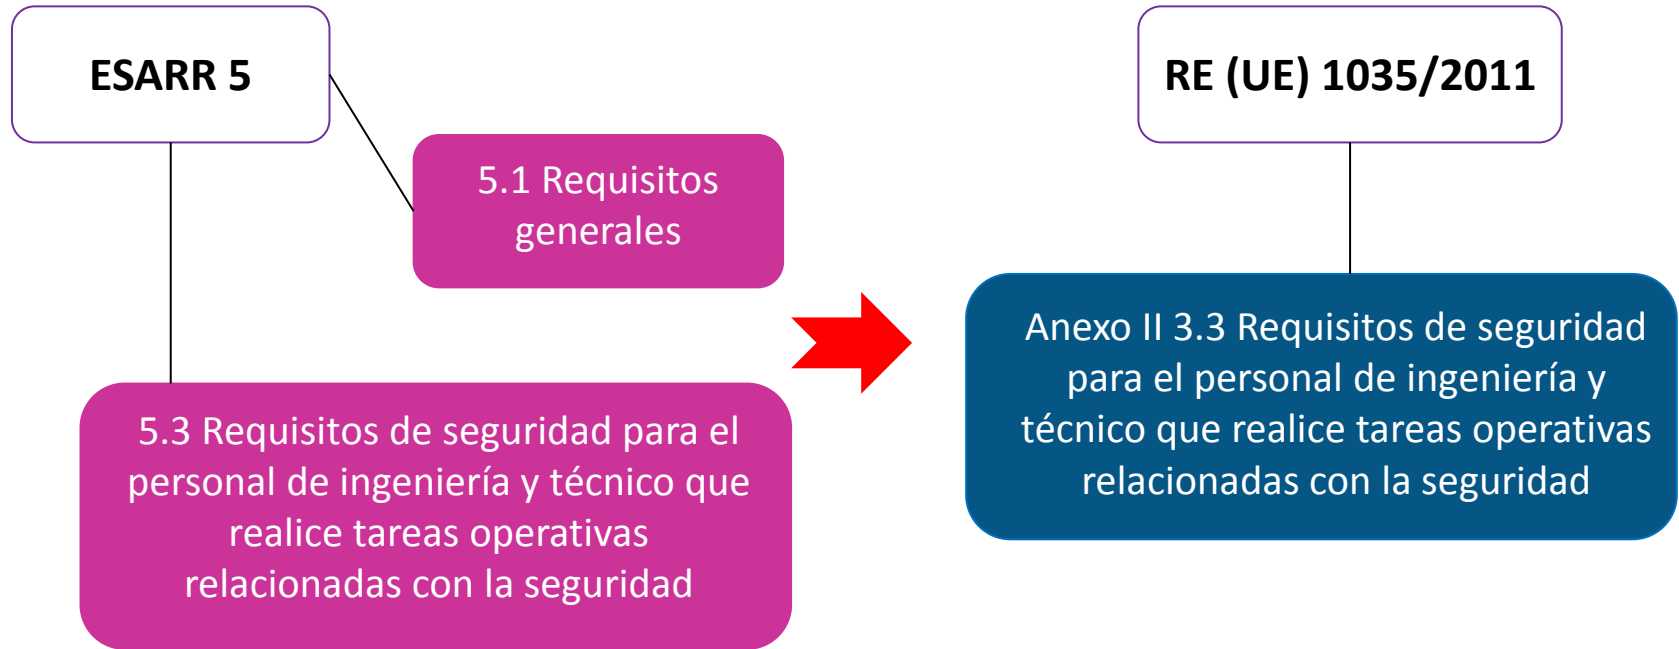 ESARR 5
5.1 Requisitos
generales
5.3 Requisitos de seguridad para el
personal de ingeniería y técnico que
realice tareas operativas
relacionadas con la seguridad
RE (UE) 1035/2011
Anexo II 3.3 Requisitos de seguridad
para el personal de ingeniería y
técnico que realice tareas operativas
relacionadas con la seguridad